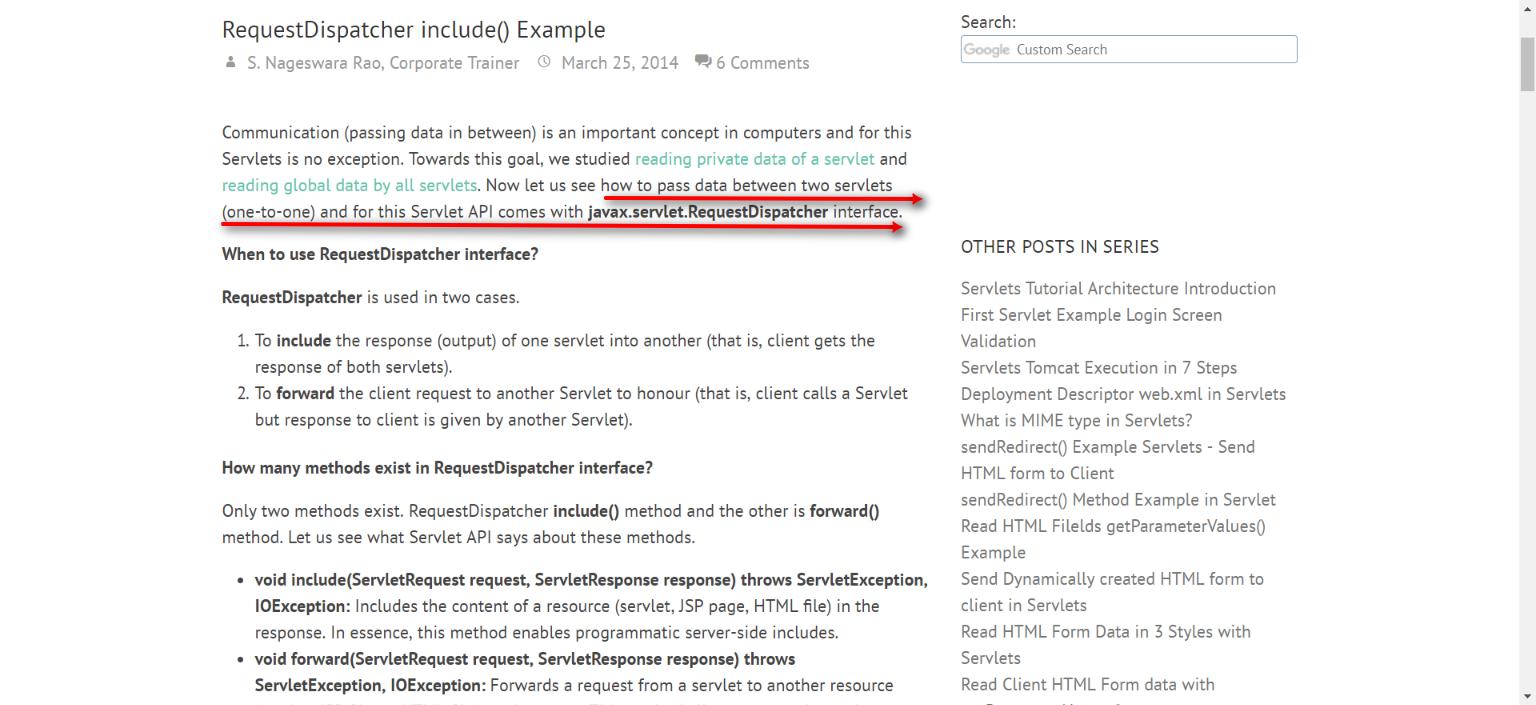 RequestDispatcher include() Example
S. Nageswara Rao, Corporate Trainer March 25, 2014 6 Comments
Communication (passing data in between) is an important concept in computers and for this
Servlets is no exception. Towards this goal, we studied reading private data of a servlet and
reading global data by all servlets. Now let us see how to pass data between two servlets
(one-to-one) and for this Servlet API comes with javax.servlet.RequestDispatcher interface.
When to use RequestDispatcher interface?
RequestDispatcher is used in two cases.
1. To include the response (output) of one servlet into another (that is, client gets the
response of both servlets).
2. To forward the client request to another Servlet to honour (that is, client calls a Servlet
but response to client is given by another Servlet).
How many methods exist in RequestDispatcher interface?
Only two methods exist. RequestDispatcher include() method and the other is forward()
method. Let us see what Servlet API says about these methods.
• void include(ServletRequest request, ServletResponse response) throws ServletException,
IOException: Includes the content of a resource (servlet, JSP page, HTML file) in the
response. In essence, this method enables programmatic server-side includes.
• void forward(ServletRequest request, ServletResponse response) throws
ServletException, IOException: Forwards a request from a servlet to another resource
Search:
Google Custom Search
OTHER POSTS IN SERIES
Servlets Tutorial Architecture Introduction
First Servlet Example Login Screen
Validation
Servlets Tomcat Execution in 7 Steps
Deployment Descriptor web.xml in Servlets
What is MIME type in Servlets?
sendRedirect() Example Servlets - Send
HTML form to Client
sendRedirect() Method Example in Servlet
Read HTML Filelds getParameterValues()
Example
Send Dynamically created HTML form to
client in Servlets
Read HTML Form Data in 3 Styles with
Servlets
Read Client HTML Form data with